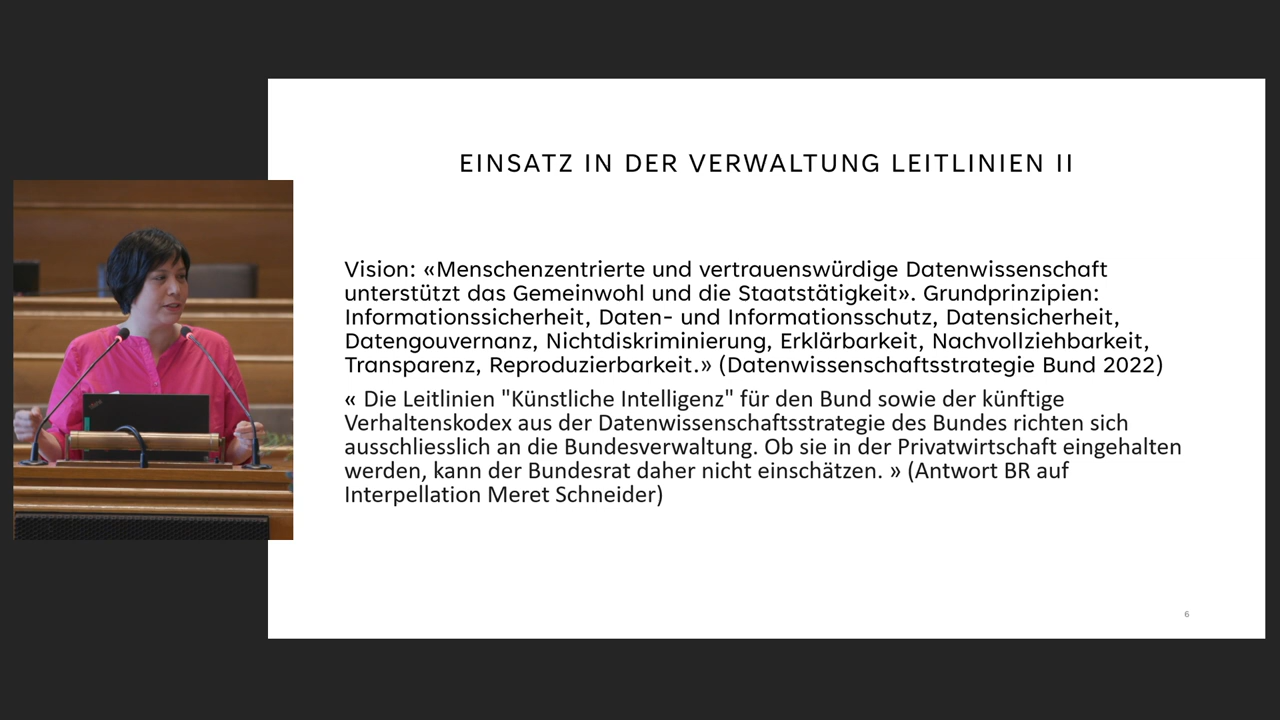 EINSATZ IN DER VERWALTUNG LEITLINIEN II
Vision: «Menschenzentrierte und vertrauenswürdige Datenwissenschaft
unterstützt das Gemeinwohl und die Staatstätigkeit». Grundprinzipien:
Informationssicherheit, Daten- und Informationsschutz, Datensicherheit,
Datengouvernanz, Nichtdiskriminierung, Erklärbarkeit, Nachvollziehbarkeit,
Transparenz, Reproduzierbarkeit.» (Datenwissenschaftsstrategie Bund 2022)
« Die Leitlinien "Künstliche Intelligenz" für den Bund sowie der künftige
Verhaltenskodex aus der Datenwissenschaftsstrategie des Bundes richten sich
ausschliesslich an die Bundesverwaltung. Ob sie in der Privatwirtschaft eingehalten
werden, kann der Bundesrat daher nicht einschätzen. » (Antwort BR auf
Interpellation Meret Schneider)
6